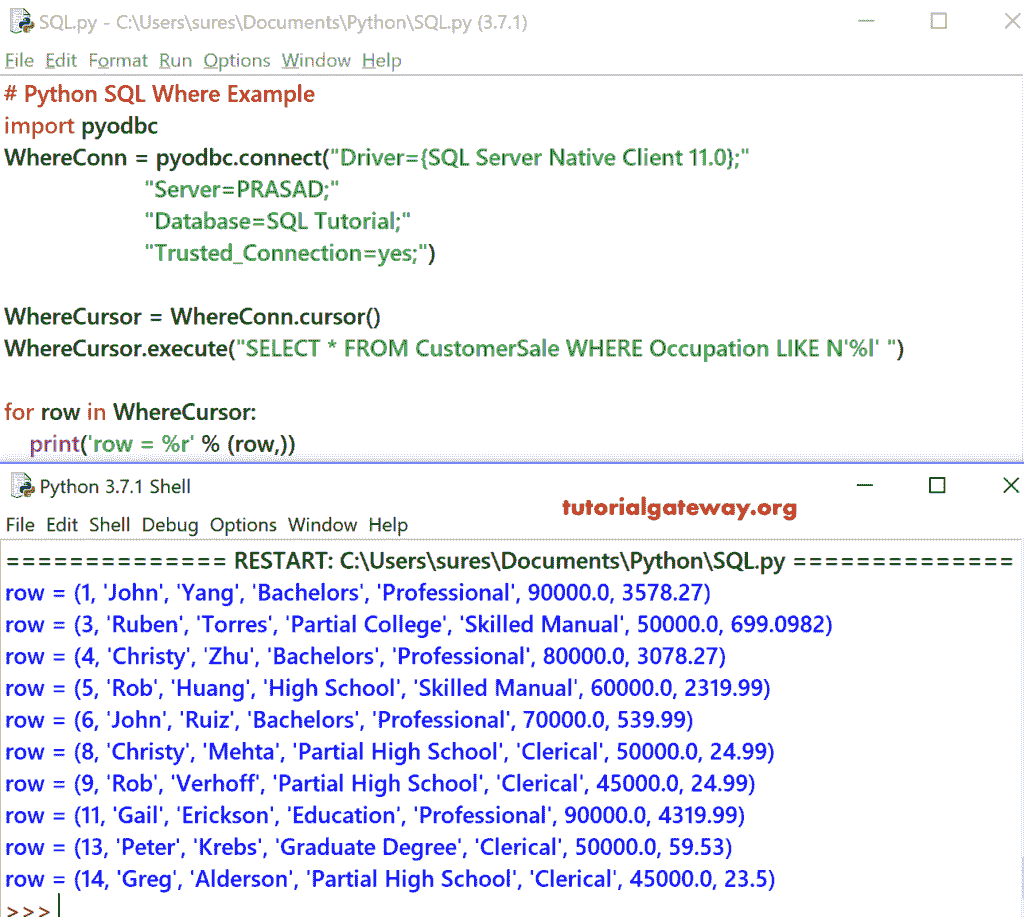 SQL.py - C:\Users\sures\Documents\Python\SQL.py (3.7.1)
File Edit Format Run Options Window Help
# Python SQL Where Example
import pyodbc
WhereConn = pyodbc.connect("Driver={SQL Server Native Client 11.0};"
"Server=PRASAD;"
"Database=SQL Tutorial;"
"Trusted_Connection=yes;")
WhereCursor = WhereConn.cursor()
WhereCursor.execute("SELECT * FROM CustomerSale WHERE Occupation LIKE N'%l' ")
for row in WhereCursor:
print('row = %r' % (row,))
Python 3.7.1 Shell
tutorialgateway.org
File Edit Shell Debug Options Window Help
============== RESTART: C:\Users\sures\Documents\Python\SQL.py ==============
row = (1, 'John', 'Yang', 'Bachelors', 'Professional', 90000.0, 3578.27)
row = (3, 'Ruben', 'Torres', 'Partial College', 'Skilled Manual', 50000.0, 699.0982)
row = (4, 'Christy', 'Zhu', 'Bachelors', 'Professional', 80000.0, 3078.27)
row = (5, 'Rob', 'Huang', 'High School', 'Skilled Manual', 60000.0, 2319.99)
row = (6, 'John', 'Ruiz', 'Bachelors', 'Professional', 70000.0, 539.99)
row = (8, 'Christy', 'Mehta', 'Partial High School', 'Clerical', 50000.0, 24.99)
row = (9, 'Rob', 'Verhoff', 'Partial High School', 'Clerical', 45000.0, 24.99)
row = (11, 'Gail', 'Erickson', 'Education', 'Professional', 90000.0, 4319.99)
row = (13, 'Peter', 'Krebs', 'Graduate Degree', 'Clerical', 50000.0, 59.53)
row = (14, 'Greg', 'Alderson', 'Partial High School', 'Clerical', 45000.0, 23.5)
>>>